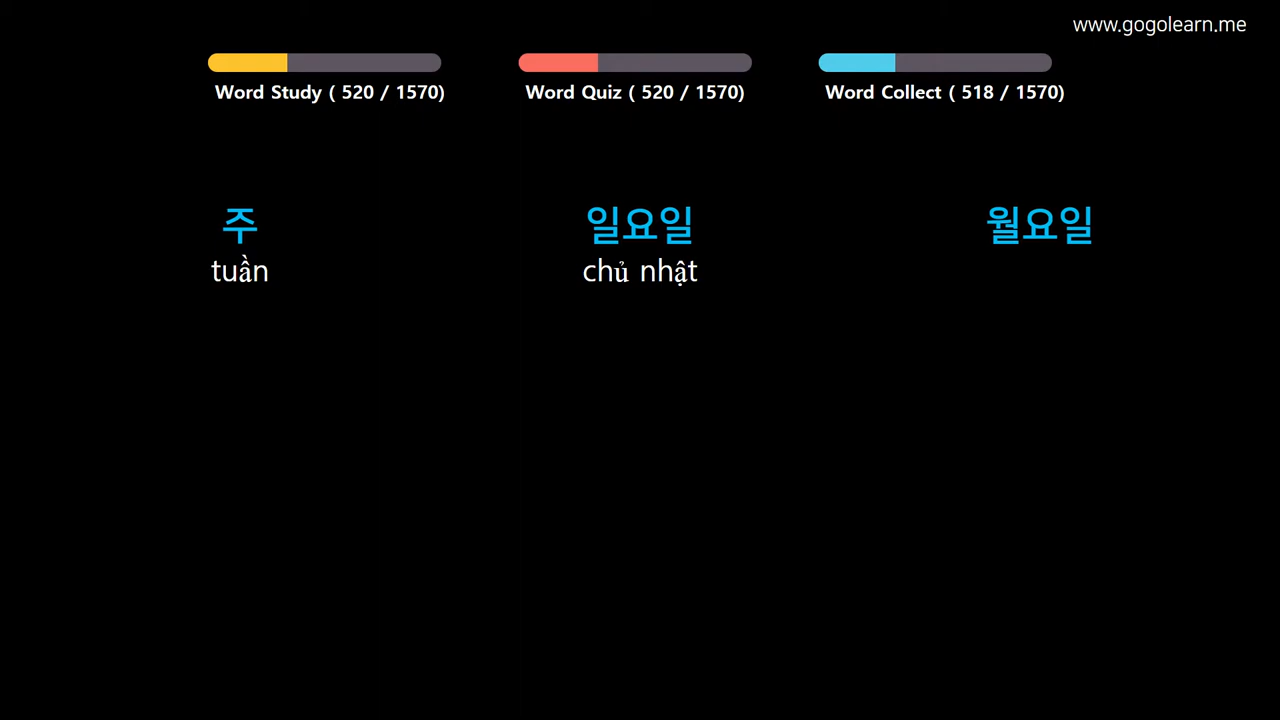 www.gogolearn.me
Word Study ( 520 / 1570)
Word Quiz ( 520 / 1570)
Word Collect ( 518 / 1570)
주
tuần
일요일
chủ nhật
월요일